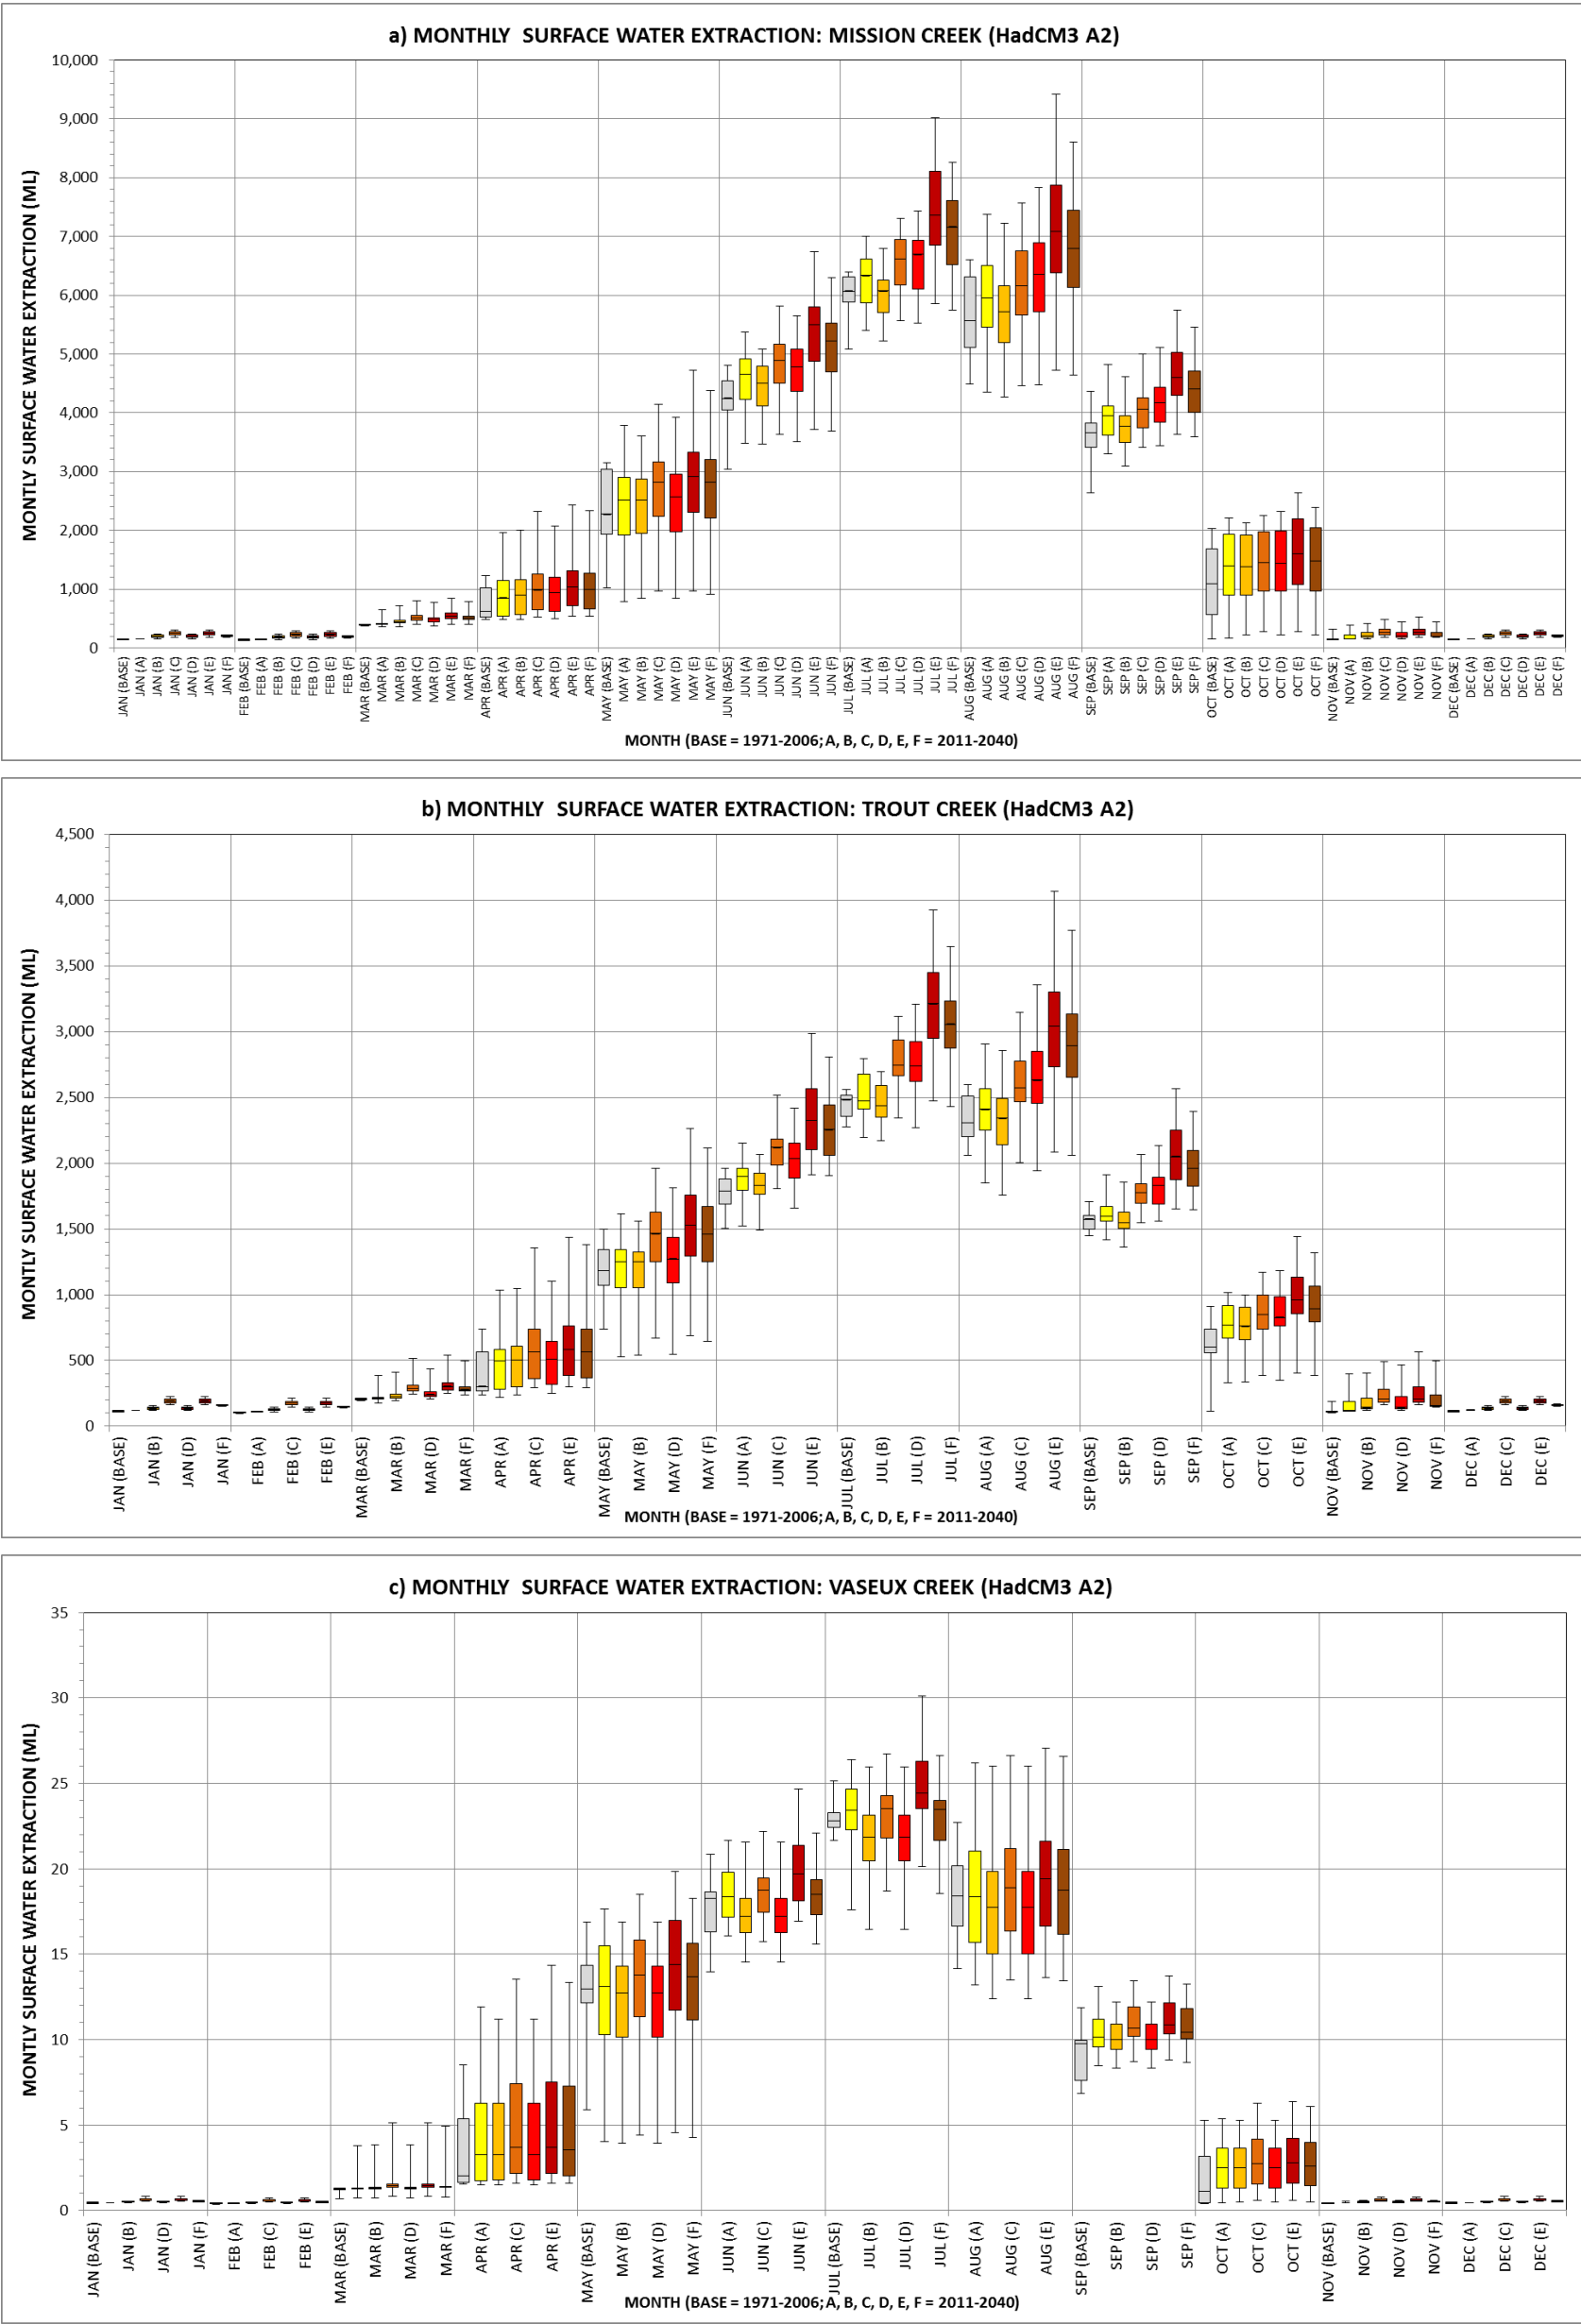 a) MONTHLY SURFACE WATER EXTRACTION: MISSION CREEK (HadCM3 A2)
MONTLY SURFACE WATER EXTRACTION (ML)
10,000
9,000
8,000
7,000
6,000
5,000
4,000
3,000
2,000
1,000
0
JAN (BASE)
JAN (A)
JAN (B)
JAN (C)
JAN (D)
JAN (E)
JAN (F)
FEB (BASE)
FEB (A)
FEB (B)
FEB (C)
FEB (D)
FEB (E)
FEB (F)
MAR (BASE)
MAR (A)
MAR (B)
MAR (C)
MAR (D)
MAR (E)
MAR (F)
APR (BASE)
APR (A)
APR (B)
APR (C)
APR (D)
APR (E)
APR (F)
MAY (BASE)
MAY (A)
MAY (B)
MAY (C)
MAY (D)
MAY (E)
MAY (F)
JUN (BASE)
JUN (A)
JUN (B)
JUN (C)
JUN (D)
JUN (E)
JUN (F)
JUL (BASE)
JUL (A)
JUL (B)
JUL (C)
JUL (D)
JUL (E)
JUL (F)
AUG (BASE)
AUG (A)
AUG (B)
AUG (C)
AUG (D)
AUG (E)
AUG (F)
SEP (BASE)
SEP (A)
SEP (B)
SEP (C)
SEP (D)
SEP (E)
SEP (F)
OCT (BASE)
OCT (A)
OCT (B)
OCT (C)
OCT (D)
OCT (E)
OCT (F)
NOV (BASE)
NOV (A)
NOV (B)
NOV (C)
NOV (D)
NOV (E)
NOV (F)
DEC (BASE)
DEC (A)
DEC (B)
DEC (C)
DEC (D)
DEC (E)
DEC (F)
MONTH (BASE = 1971-2006; A, B, C, D, E, F = 2011-2040)
b) MONTHLY SURFACE WATER EXTRACTION: TROUT CREEK (HadCM3 A2)
MONTLY SURFACE WATER EXTRACTION (ML)
4,500
4,000
3,500
3,000
2,500
2,000
1,500
1,000
500
0
JAN (BASE)
JAN (B)
JAN (D)
JAN (F)
FEB (A)
FEB (C)
FEB (E)
MAR (BASE)
MAR (B)
MAR (D)
MAR (F)
APR (A)
APR (C)
APR (E)
MAY (BASE)
MAY (B)
MAY (D)
MAY (F)
JUN (A)
JUN (C)
JUN (E)
JUL (BASE)
JUL (B)
JUL (D)
JUL (F)
AUG (A)
AUG (C)
AUG (E)
SEP (BASE)
SEP (B)
SEP (D)
SEP (F)
OCT (A)
OCT (C)
OCT (E)
NOV (BASE)
NOV (B)
NOV (D)
NOV (F)
DEC (A)
DEC (C)
DEC (E)
MONTH (BASE = 1971-2006; A, B, C, D, E, F = 2011-2040)
c) MONTHLY SURFACE WATER EXTRACTION: VASEUX CREEK (HadCM3 A2)
MONTLY SURFACE WATER EXTRACTION (ML)
35
30
25
20
15
10
5
0
JAN (BASE)
JAN (B)
JAN (D)
JAN (F)
FEB (A)
FEB (C)
FEB (E)
MAR (BASE)
MAR (B)
MAR (D)
MAR (F)
APR (A)
APR (C)
APR (E)
MAY (BASE)
MAY (B)
MAY (D)
MAY (F)
JUN (A)
JUN (C)
JUN (E)
JUL (BASE)
JUL (B)
JUL (D)
JUL (F)
AUG (A)
AUG (C)
AUG (E)
SEP (BASE)
SEP (B)
SEP (D)
SEP (F)
OCT (A)
OCT (C)
OCT (E)
NOV (BASE)
NOV (B)
NOV (D)
NOV (F)
DEC (A)
DEC (C)
DEC (E)
MONTH (BASE = 1971-2006; A, B, C, D, E, F = 2011-2040)